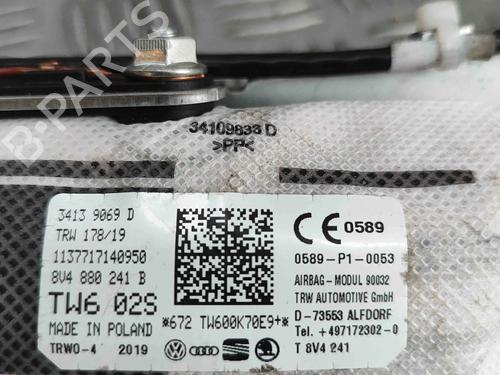 B-PARTS
34109833D
>PP<
3413 9069 D
TRW 178/19
1137717140950
8V4 880 241 B
TW6 02S
MADE IN POLAND
TRWO-4 2019
*672 TW600K70E9+*
CE 0589
0589-P1-0053
AIRBAG-MODUL 90032
TRW AUTOMOTIVE GmbH
D-73553 ALFDORF
Tel. +497172302-0
T 8V4 241